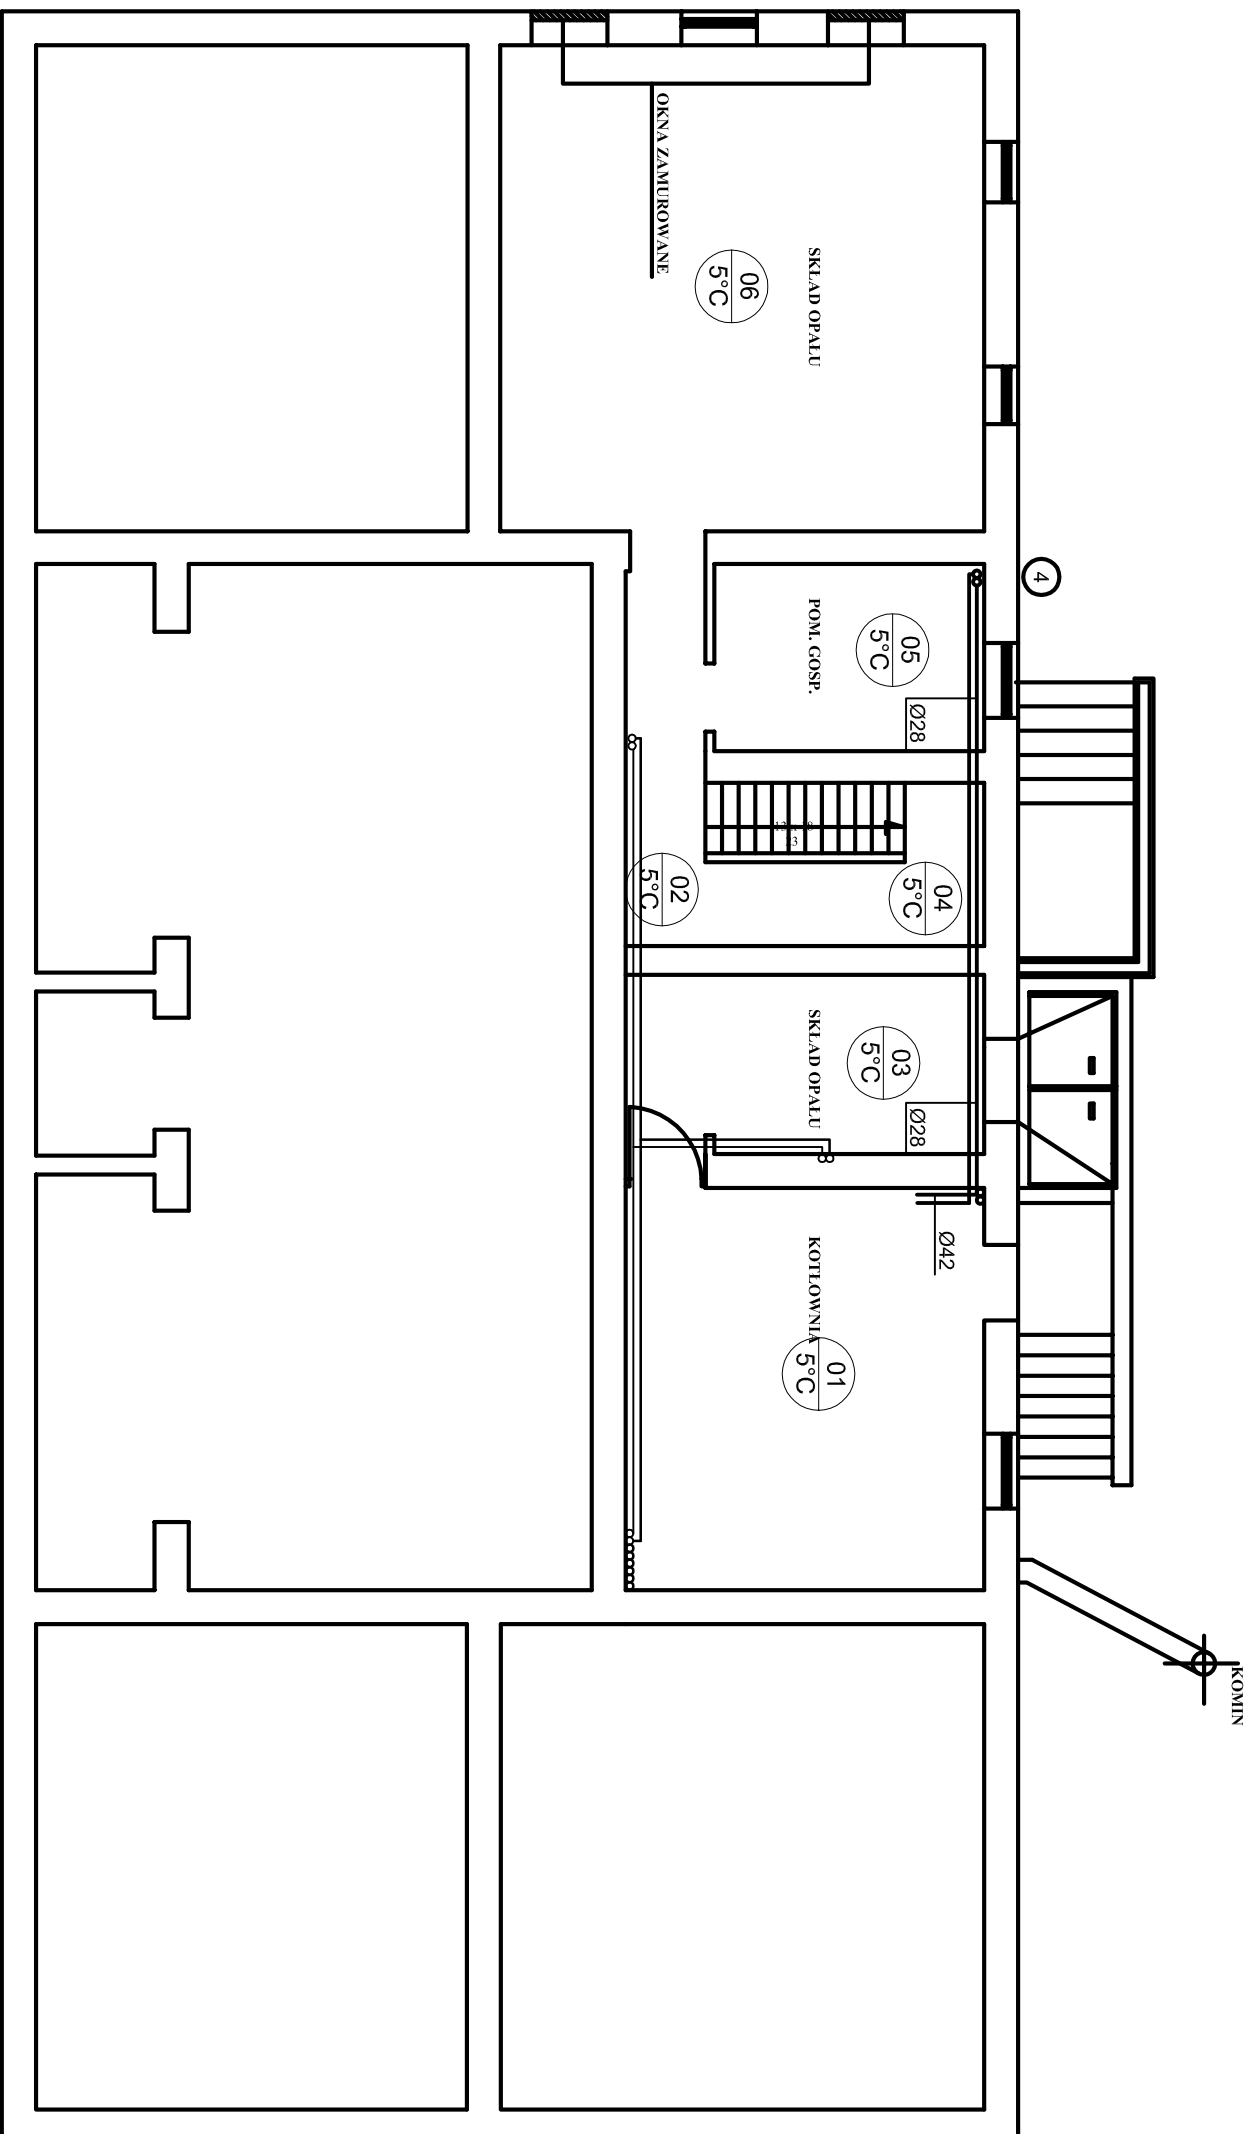 OKNA ZAMUROWANE
SKŁAD OPAŁU
06
5°C
4
POM. GOSP.
05
5°C
Ø28
02
5°C
04
5°C
SKŁAD OPAŁU
03
5°C
Ø28
Ø42
KOTŁOWNIA
01
5°C
KOMIN